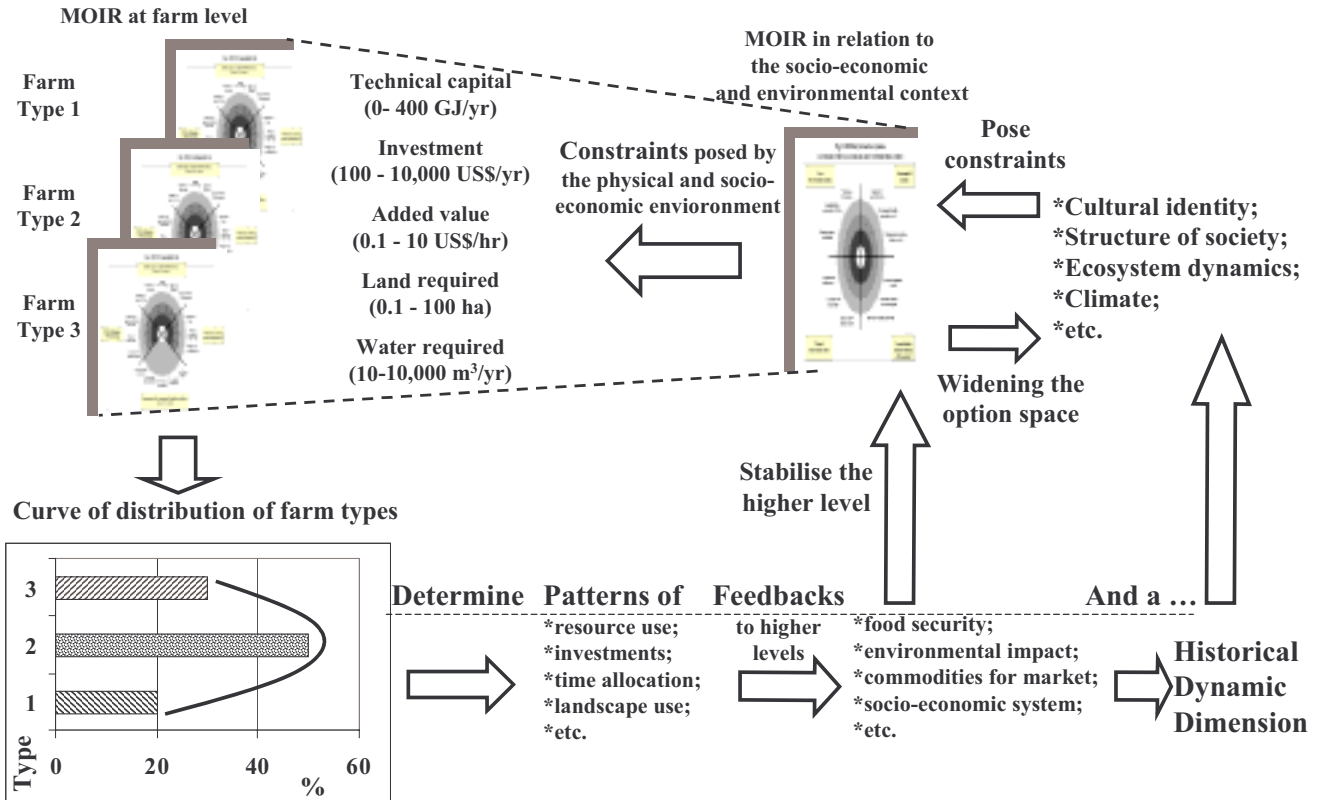 MOIR at farm level
Farm
Type 1
Farm
Type 2
Farm
Type 3
Technical capital
(0- 400 GJ/yr)
Investment
(100 - 10,000 US$/yr)
Added value
(0.1 - 10 US$/hr)
Land required
(0.1 - 100 ha)
Water required
(10-10,000 m³/yr)
Constraints posed by
the physical and socio-
economic envioronment
MOIR in relation to
the socio-economic
and environmental context
Pose
constraints
*Cultural identity;
*Structure of society;
*Ecosystem dynamics;
*Climate;
*etc.
Widening the
option space
Stabilise the
higher level
Curve of distribution of farm types
3
2
1
Type
0 20 40 60
%
Determine
Patterns of
*resource use;
*investments;
*time allocation;
*landscape use;
*etc.
Feedbacks
to higher
levels
*food security;
*environmental impact;
*commodities for market;
*socio-economic system;
*etc.
And a …
Historical
Dynamic
Dimension